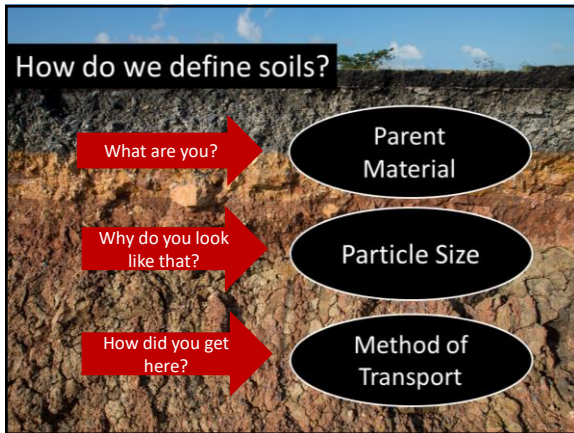 How do we define soils?
What are you?
Parent
Material
Why do you look
like that?
Particle Size
How did you get
here?
Method of
Transport